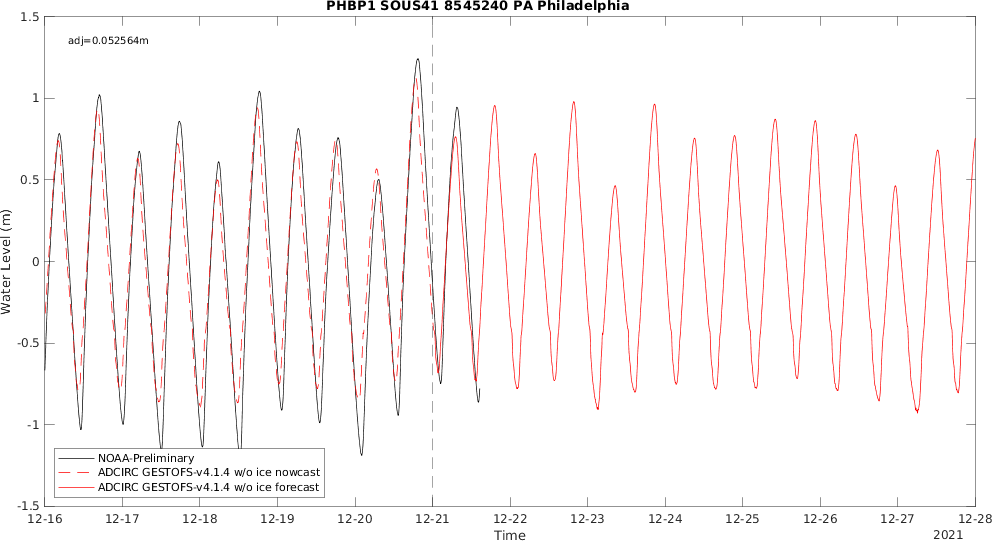 PHBP1 SOUS41 8545240 PA Philadelphia
adj=0.052564m
1.5
1
0.5
0
-0.5
-1
-1.5
Water Level (m)
NOAA-Preliminary
ADCIRC GESTOFS-v4.1.4 w/o ice nowcast
ADCIRC GESTOFS-v4.1.4 w/o ice forecast
12-16 12-17 12-18 12-19 12-20 12-21 12-22 12-23 12-24 12-25 12-26 12-27 12-28
Time
2021